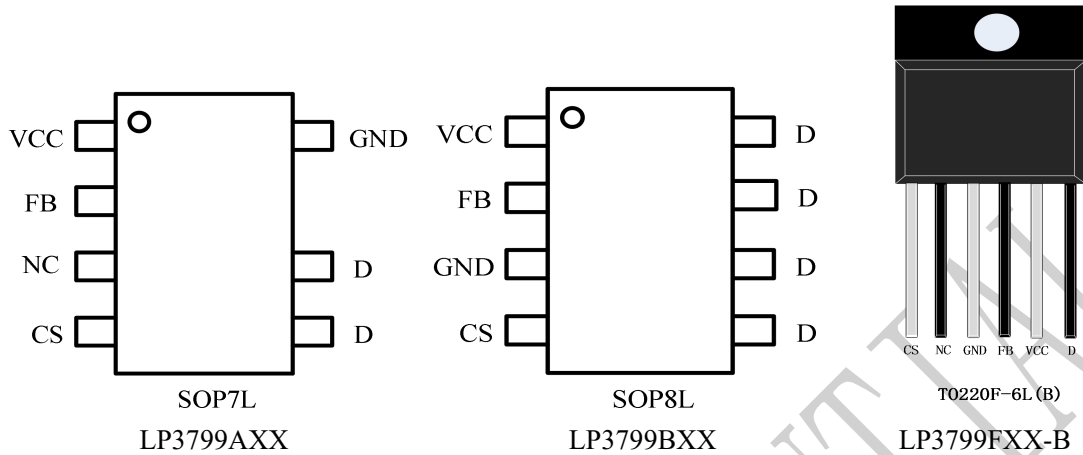 VCC GND
FB
NC D
CS D
SOP7L
LP3799AXX
VCC D
FB D
GND D
CS D
SOP8L
LP3799BXX
CS NC GND FB VCC D
TO220F-6L(B)
LP3799FXX-B